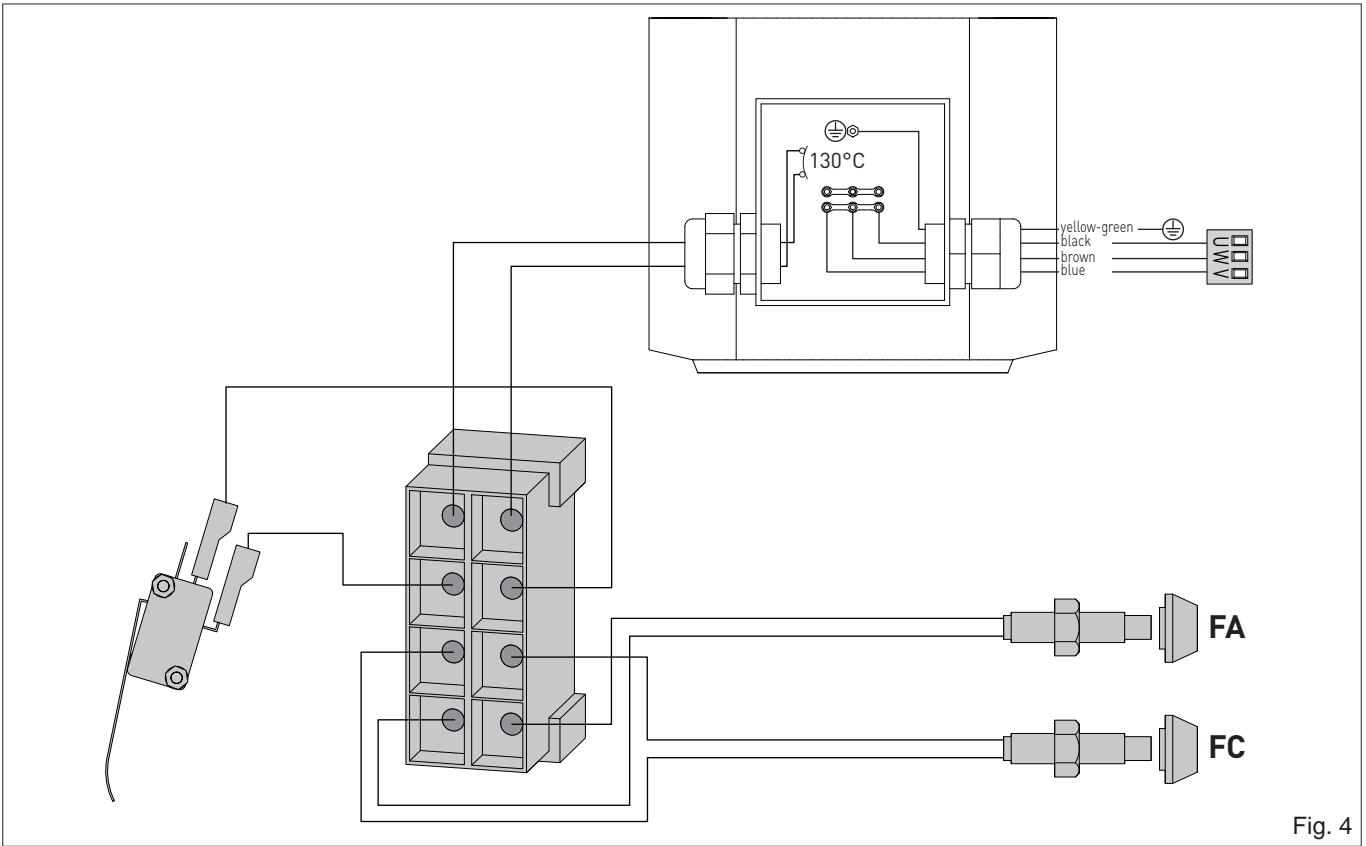 130°C
yellow-green
black
brown
blue
U
W
V
FA
FC
Fig. 4